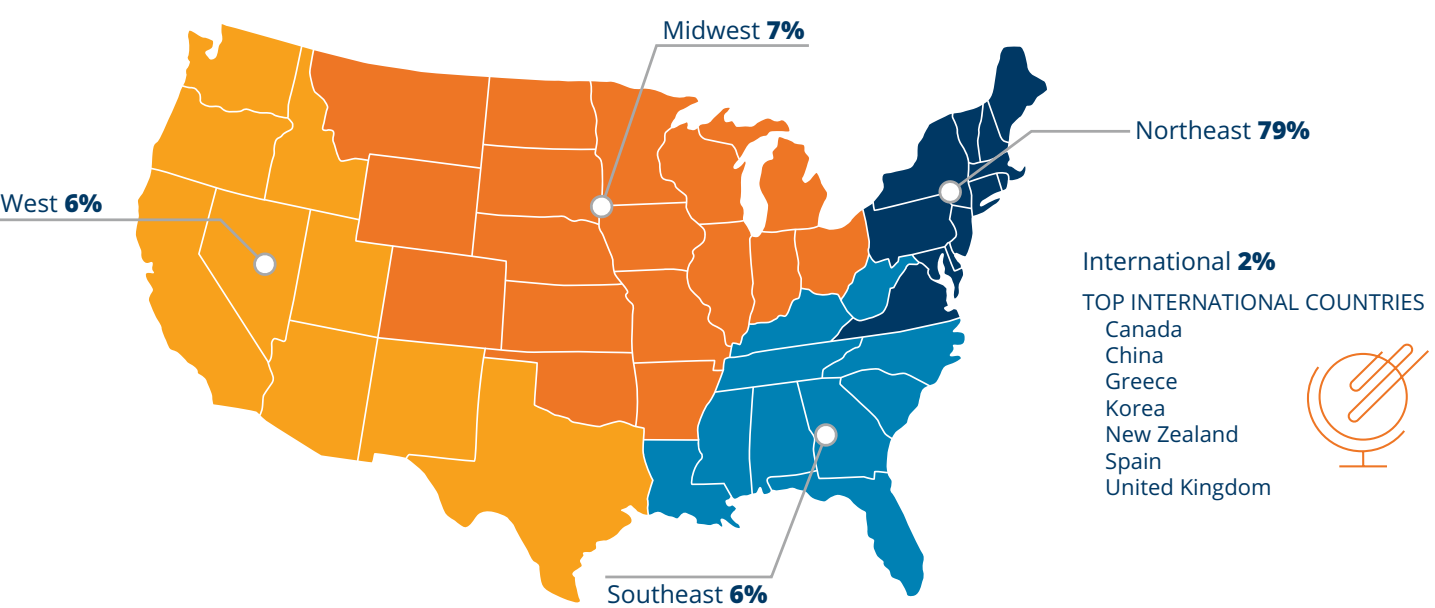 Midwest 7%
Northeast 79%
West 6%
International 2%
TOP INTERNATIONAL COUNTRIES
Canada
China
Greece
Korea
New Zealand
Spain
United Kingdom
Southeast 6%